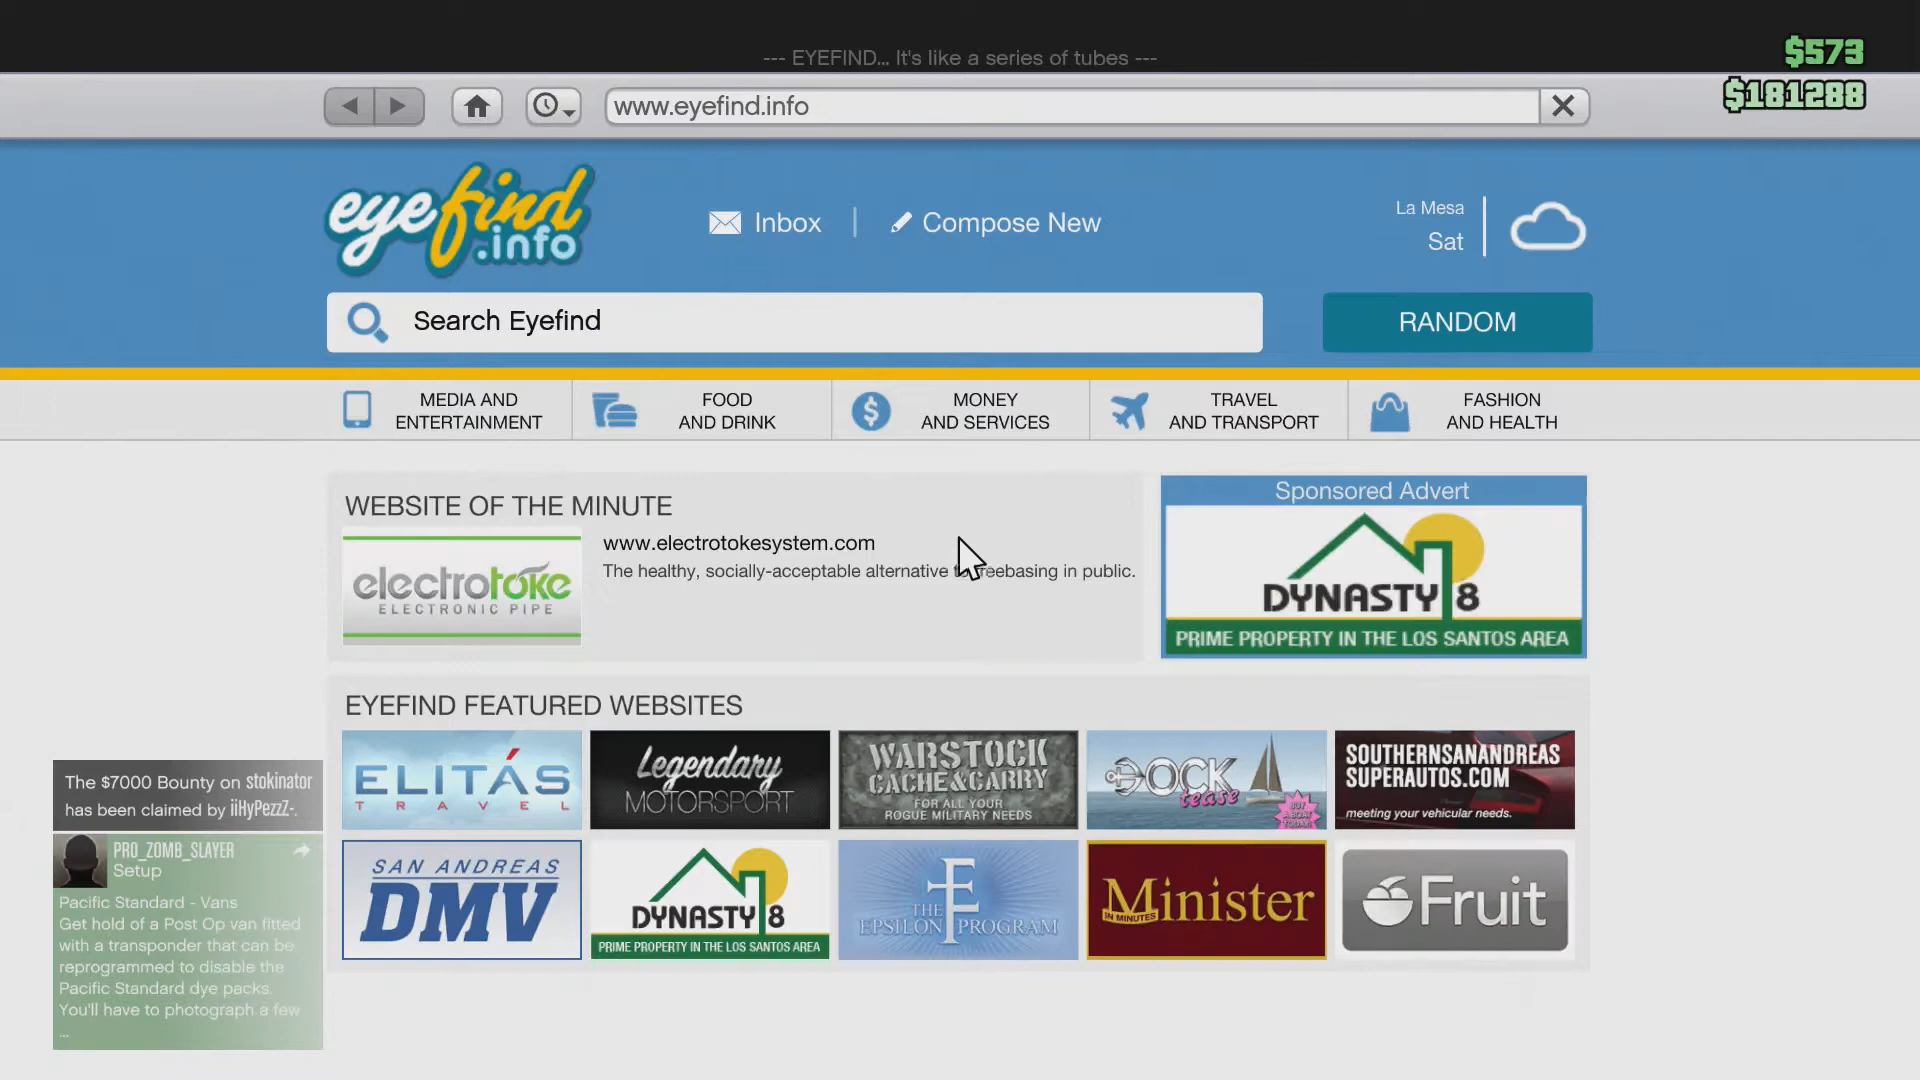 --- EYEFIND... It's like a series of tubes ---
$573
$181288
www.eyefind.info
eyefind
.info
Inbox
Compose New
La Mesa
Sat
Search Eyefind
RANDOM
MEDIA AND
ENTERTAINMENT
FOOD
AND DRINK
MONEY
AND SERVICES
TRAVEL
AND TRANSPORT
FASHION
AND HEALTH
WEBSITE OF THE MINUTE
electrotoke
ELECTRONIC PIPE
www.electrotokesystem.com
The healthy, socially-acceptable alternative freebasing in public.
Sponsored Advert
DYNASTY 8
PRIME PROPERTY IN THE LOS SANTOS AREA
EYEFIND FEATURED WEBSITES
ELITÁS
TRAVEL
Legendary
MOTORSPORT
WARSTOCK
CACHE&CARRY
FOR ALL YOUR
ROGUE MILITARY NEEDS
DOCK
tease
BUY
A BOAT
TODAY!
SOUTHERNSANANDREAS
SUPERAUTOS.COM
meeting your vehicular needs.
SAN ANDREAS
DMV
DYNASTY 8
PRIME PROPERTY IN THE LOS SANTOS AREA
THE
EPSILON PROGRAM
Minister
IN MINUTES
Fruit
The $7000 Bounty on stokinator
has been claimed by iiHyPezzZ-.
PRO_ZOMB_SLAYER
Setup
Pacific Standard - Vans
Get hold of a Post Op van fitted
with a transponder that can be
reprogrammed to disable the
Pacific Standard dye packs.
You'll have to photograph a few
...